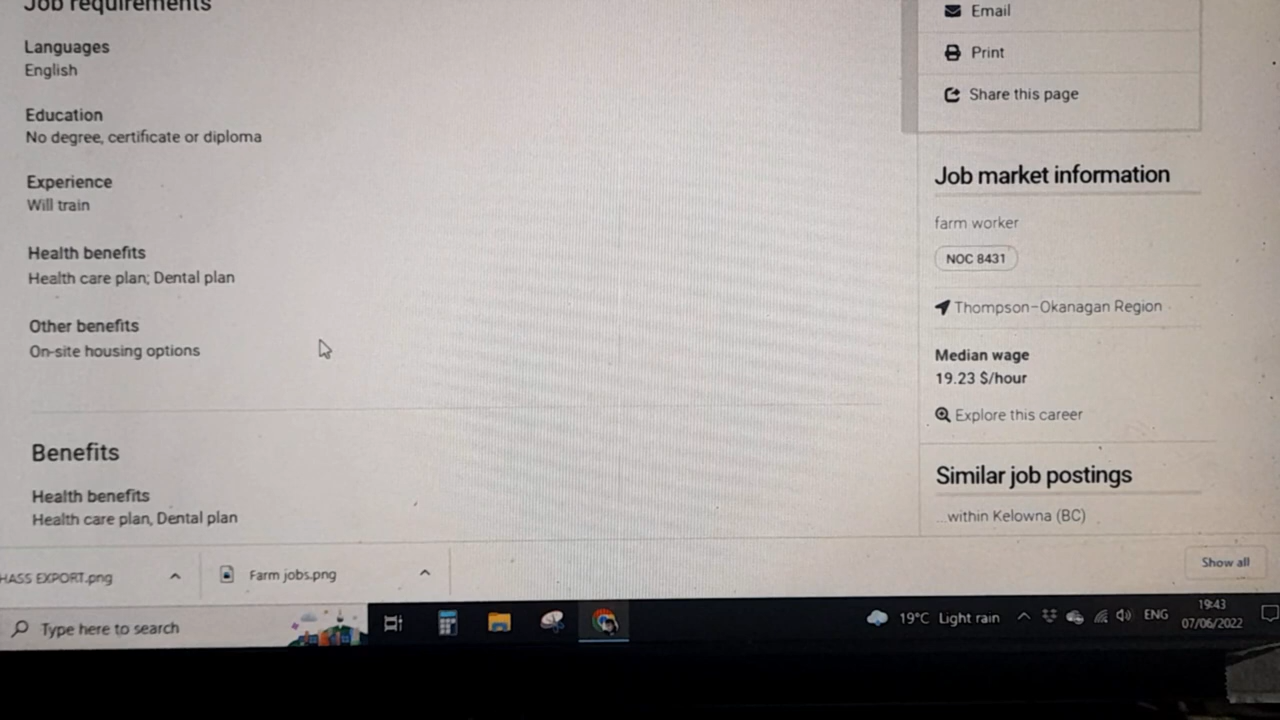 Job requirements
Languages
English
Education
No degree, certificate or diploma
Experience
Will train
Health benefits
Health care plan; Dental plan
Other benefits
On-site housing options
Benefits
Health benefits
Health care plan, Dental plan
Email
Print
Share this page
Job market information
farm worker
NOC 8431
Thompson-Okanagan Region
Median wage
19.23 $/hour
Explore this career
Similar job postings
...within Kelowna (BC)
HASS EXPORT.png
Farm jobs.png
Show all
Type here to search
19°C Light rain
ENG
19:43
07/06/2022